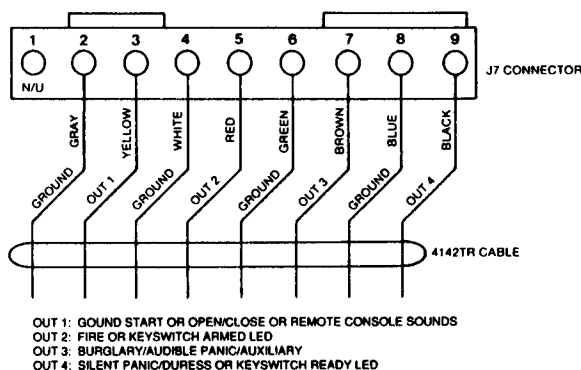 1 2 3 4 5 6 7 8 9
N/U
J7 CONNECTOR
GRAY YELLOW WHITE RED GREEN BROWN BLUE BLACK
GROUND OUT 1 GROUND OUT 2 GROUND OUT 3 GROUND OUT 4
4142TR CABLE
OUT 1: GOUND START OR OPEN/CLOSE OR REMOTE CONSOLE SOUNDS
OUT 2: FIRE OR KEYSWITCH ARMED LED
OUT 3: BURGLARY/AUDIBLE PANIC/AUXILIARY
OUT 4: SILENT PANIC/DURESS OR KEYSWITCH READY LED